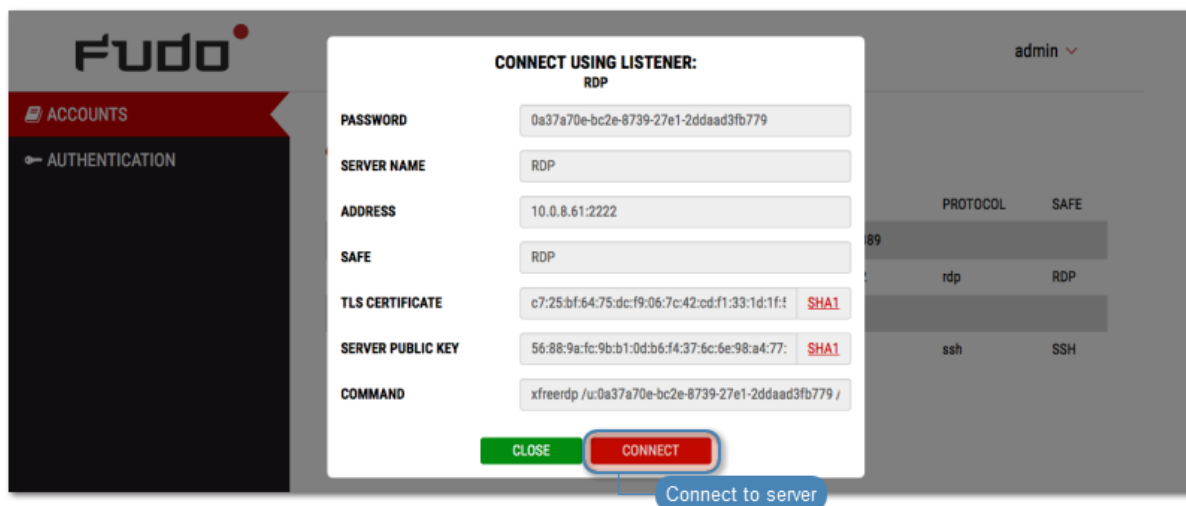 Fudo
admin
ACCOUNTS
AUTHENTICATION
CONNECT USING LISTENER:
RDP
PASSWORD 0a37a70e-bc2e-8739-27e1-2ddaad3fb779
SERVER NAME RDP
ADDRESS 10.0.8.61:2222
SAFE RDP
TLS CERTIFICATE c7:25:bf:64:75:dc:f9:06:7c:42:cd:f1:33:1d:1f: SHA1
SERVER PUBLIC KEY 56:88:9a:fc:9b:b1:0d:b6:f4:37:6c:6e:98:a4:77: SHA1
COMMAND xfreerdp /u:0a37a70e-bc2e-8739-27e1-2ddaad3fb779 /
CLOSE CONNECT
Connect to server
PROTOCOL SAFE
89
rdp RDP
ssh SSH